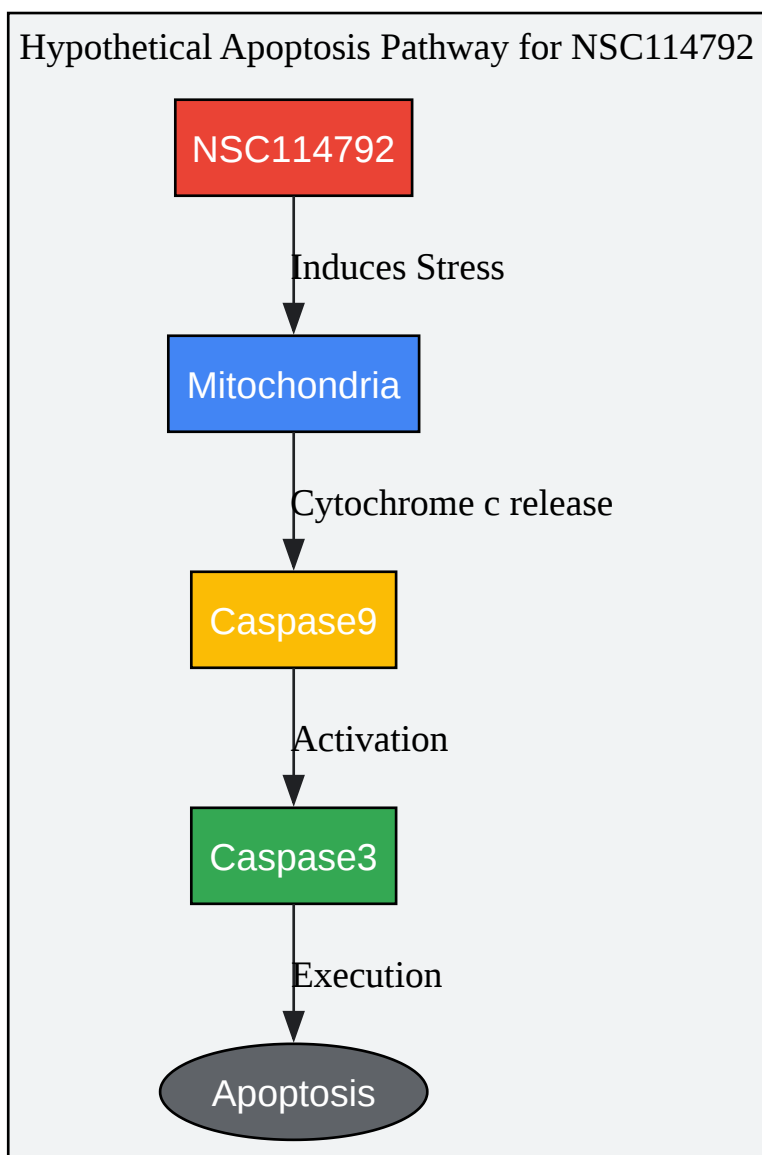 Hypothetical Apoptosis Pathway for NSC114792
NSC114792
Induces Stress
Mitochondria
Cytochrome c release
Caspase9
Activation
Caspase3
Execution
Apoptosis